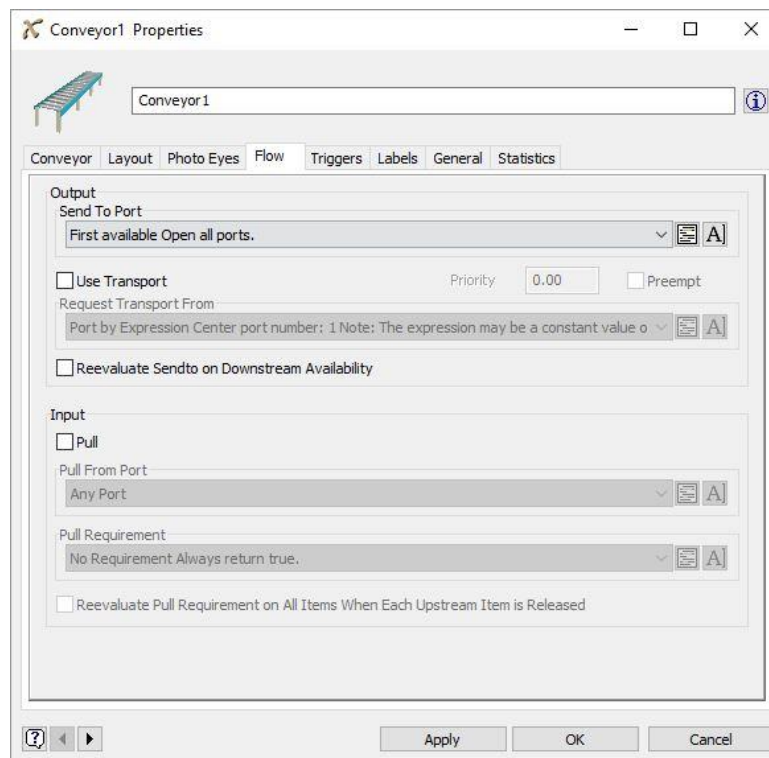 Conveyor1 Properties
Conveyor1
Conveyor Layout Photo Eyes Flow Triggers Labels General Statistics
Output
Send To Port
First available Open all ports.
A]
Use Transport Priority 0.00 Preempt
Request Transport From
Port by Expression Center port number: 1 Note: The expression may be a constant value o
A]
Reevaluate Sendto on Downstream Availability
Input
Pull
Pull From Port
Any Port
A]
Pull Requirement
No Requirement Always return true.
A]
Reevaluate Pull Requirement on All Items When Each Upstream Item is Released
Apply OK Cancel